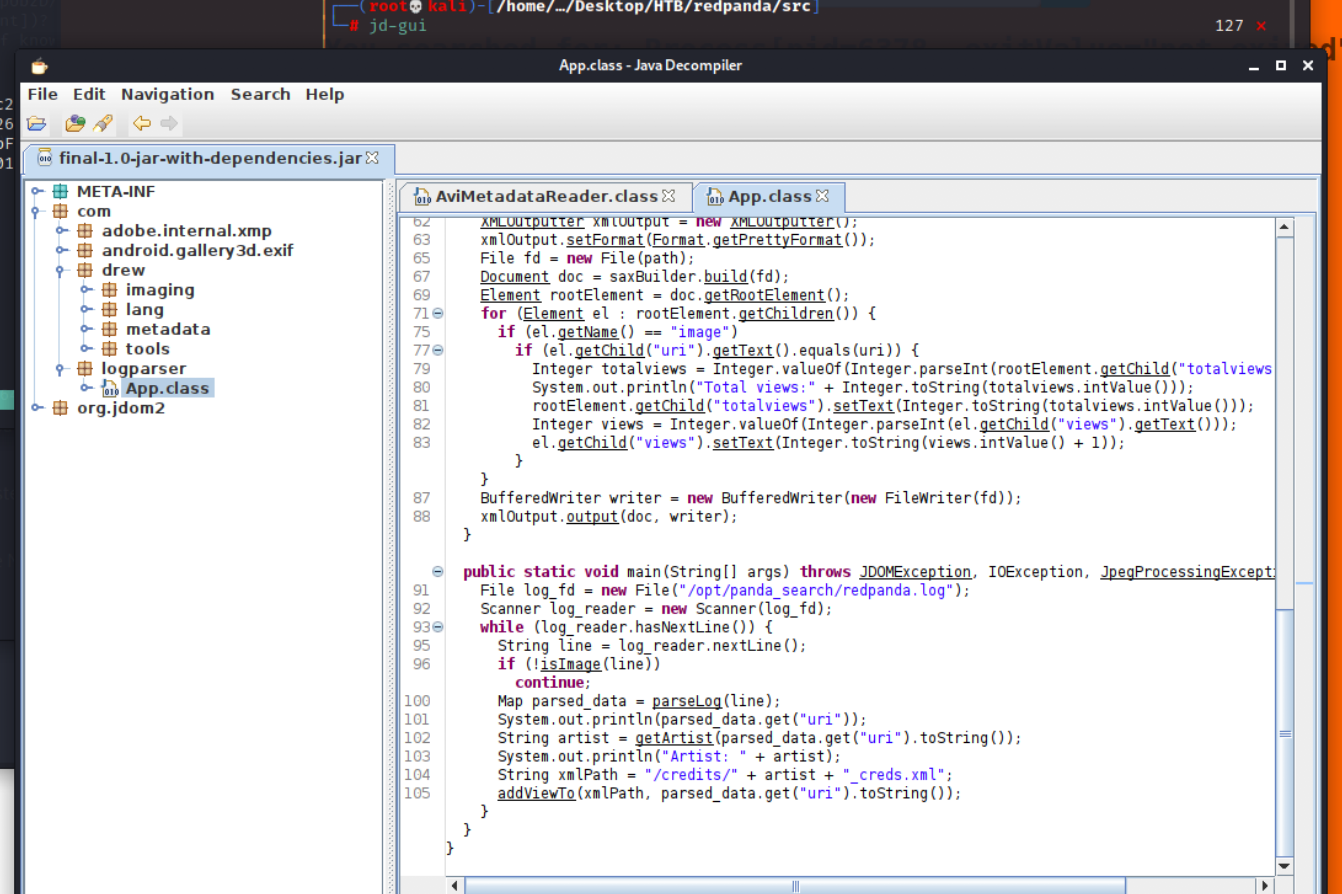 (root kali)-[/home/…/Desktop/HTB/redpanda/src]
# jd-gui
127 ×
App.class - Java Decompiler
File Edit Navigation Search Help
final-1.0-jar-with-dependencies.jar
META-INF
com
adobe.internal.xmp
android.gallery3d.exif
drew
imaging
lang
metadata
tools
logparser
App.class
org.jdom2
AviMetadataReader.class
App.class
62 XMLOutputter xmlOutput = new XMLOutputter();
63 xmlOutput.setFormat(Format.getPrettyFormat());
65 File fd = new File(path);
67 Document doc = saxBuilder.build(fd);
69 Element rootElement = doc.getRootElement();
71 for (Element el : rootElement.getChildren()) {
75 if (el.getName() == "image")
77 if (el.getChild("uri").getText().equals(uri)) {
79 Integer totalviews = Integer.valueOf(Integer.parseInt(rootElement.getChild("totalviews
80 System.out.println("Total views:" + Integer.toString(totalviews.intValue()));
81 rootElement.getChild("totalviews").setText(Integer.toString(totalviews.intValue()));
82 Integer views = Integer.valueOf(Integer.parseInt(el.getChild("views").getText()));
83 el.getChild("views").setText(Integer.toString(views.intValue() + 1));
}
}
87 BufferedWriter writer = new BufferedWriter(new FileWriter(fd));
88 xmlOutput.output(doc, writer);
}
public static void main(String[] args) throws JDOMException, IOException, JpegProcessingExcepti
91 File log_fd = new File("/opt/panda_search/redpanda.log");
92 Scanner log_reader = new Scanner(log_fd);
93 while (log_reader.hasNextLine()) {
95 String line = log_reader.nextLine();
96 if (!isImage(line))
continue;
100 Map parsed_data = parseLog(line);
101 System.out.println(parsed_data.get("uri"));
102 String artist = getArtist(parsed_data.get("uri").toString());
103 System.out.println("Artist: " + artist);
104 String xmlPath = "/credits/" + artist + "_creds.xml";
105 addViewTo(xmlPath, parsed_data.get("uri").toString());
}
}
}